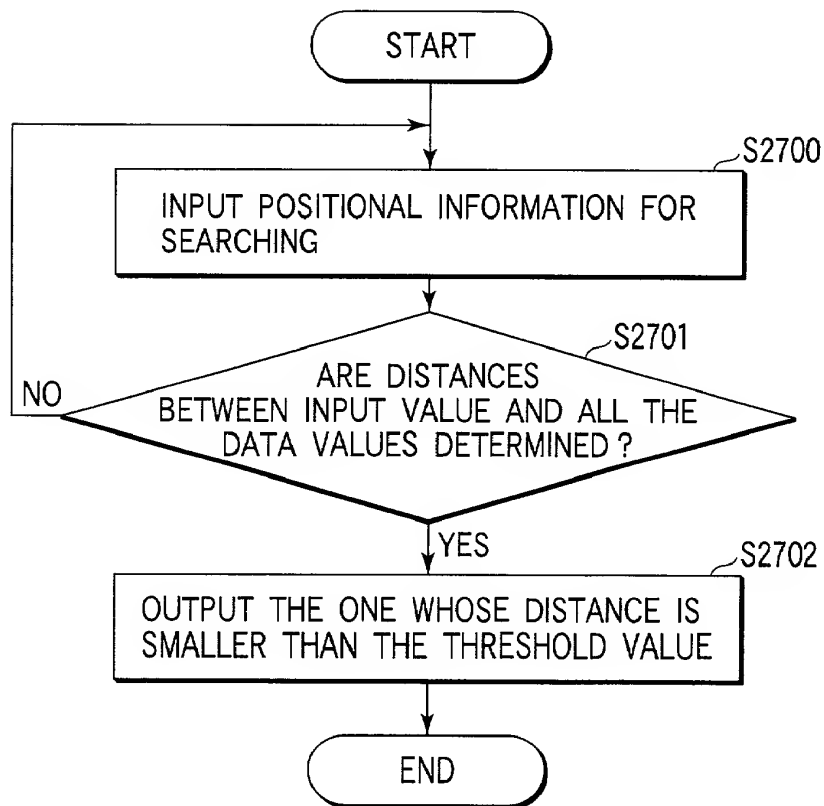 START
S2700
INPUT POSITIONAL INFORMATION FOR
SEARCHING
S2701
ARE DISTANCES
BETWEEN INPUT VALUE AND ALL THE
DATA VALUES DETERMINED?
NO
YES
S2702
OUTPUT THE ONE WHOSE DISTANCE IS
SMALLER THAN THE THRESHOLD VALUE
END